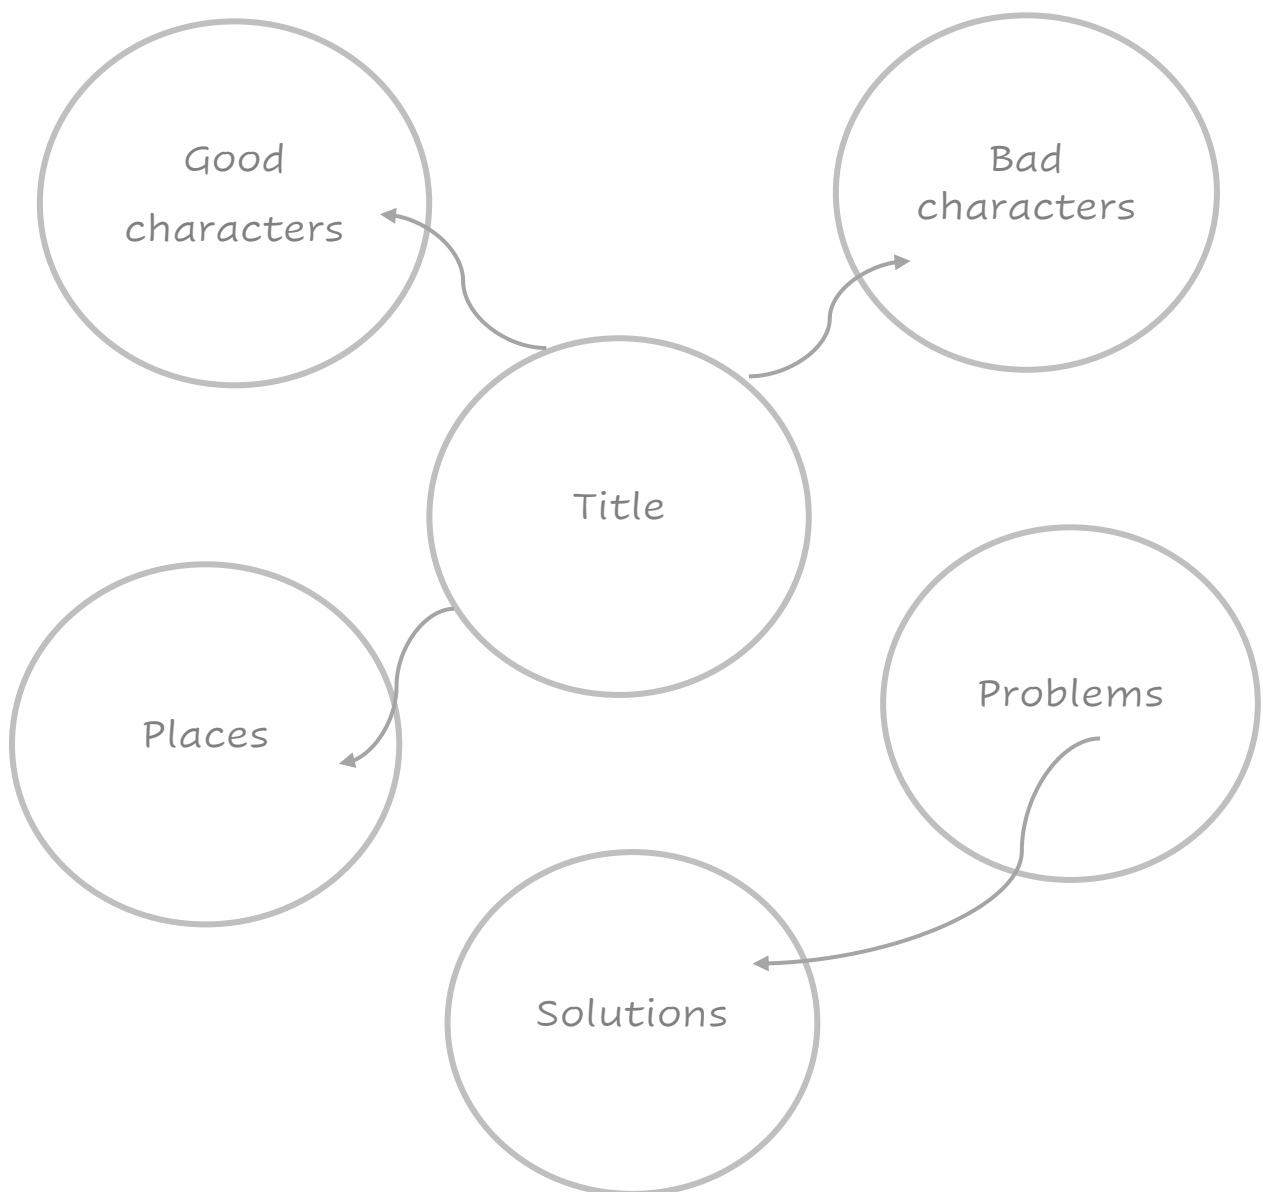 Good
characters
Bad
characters
Title
Places
Problems
Solutions